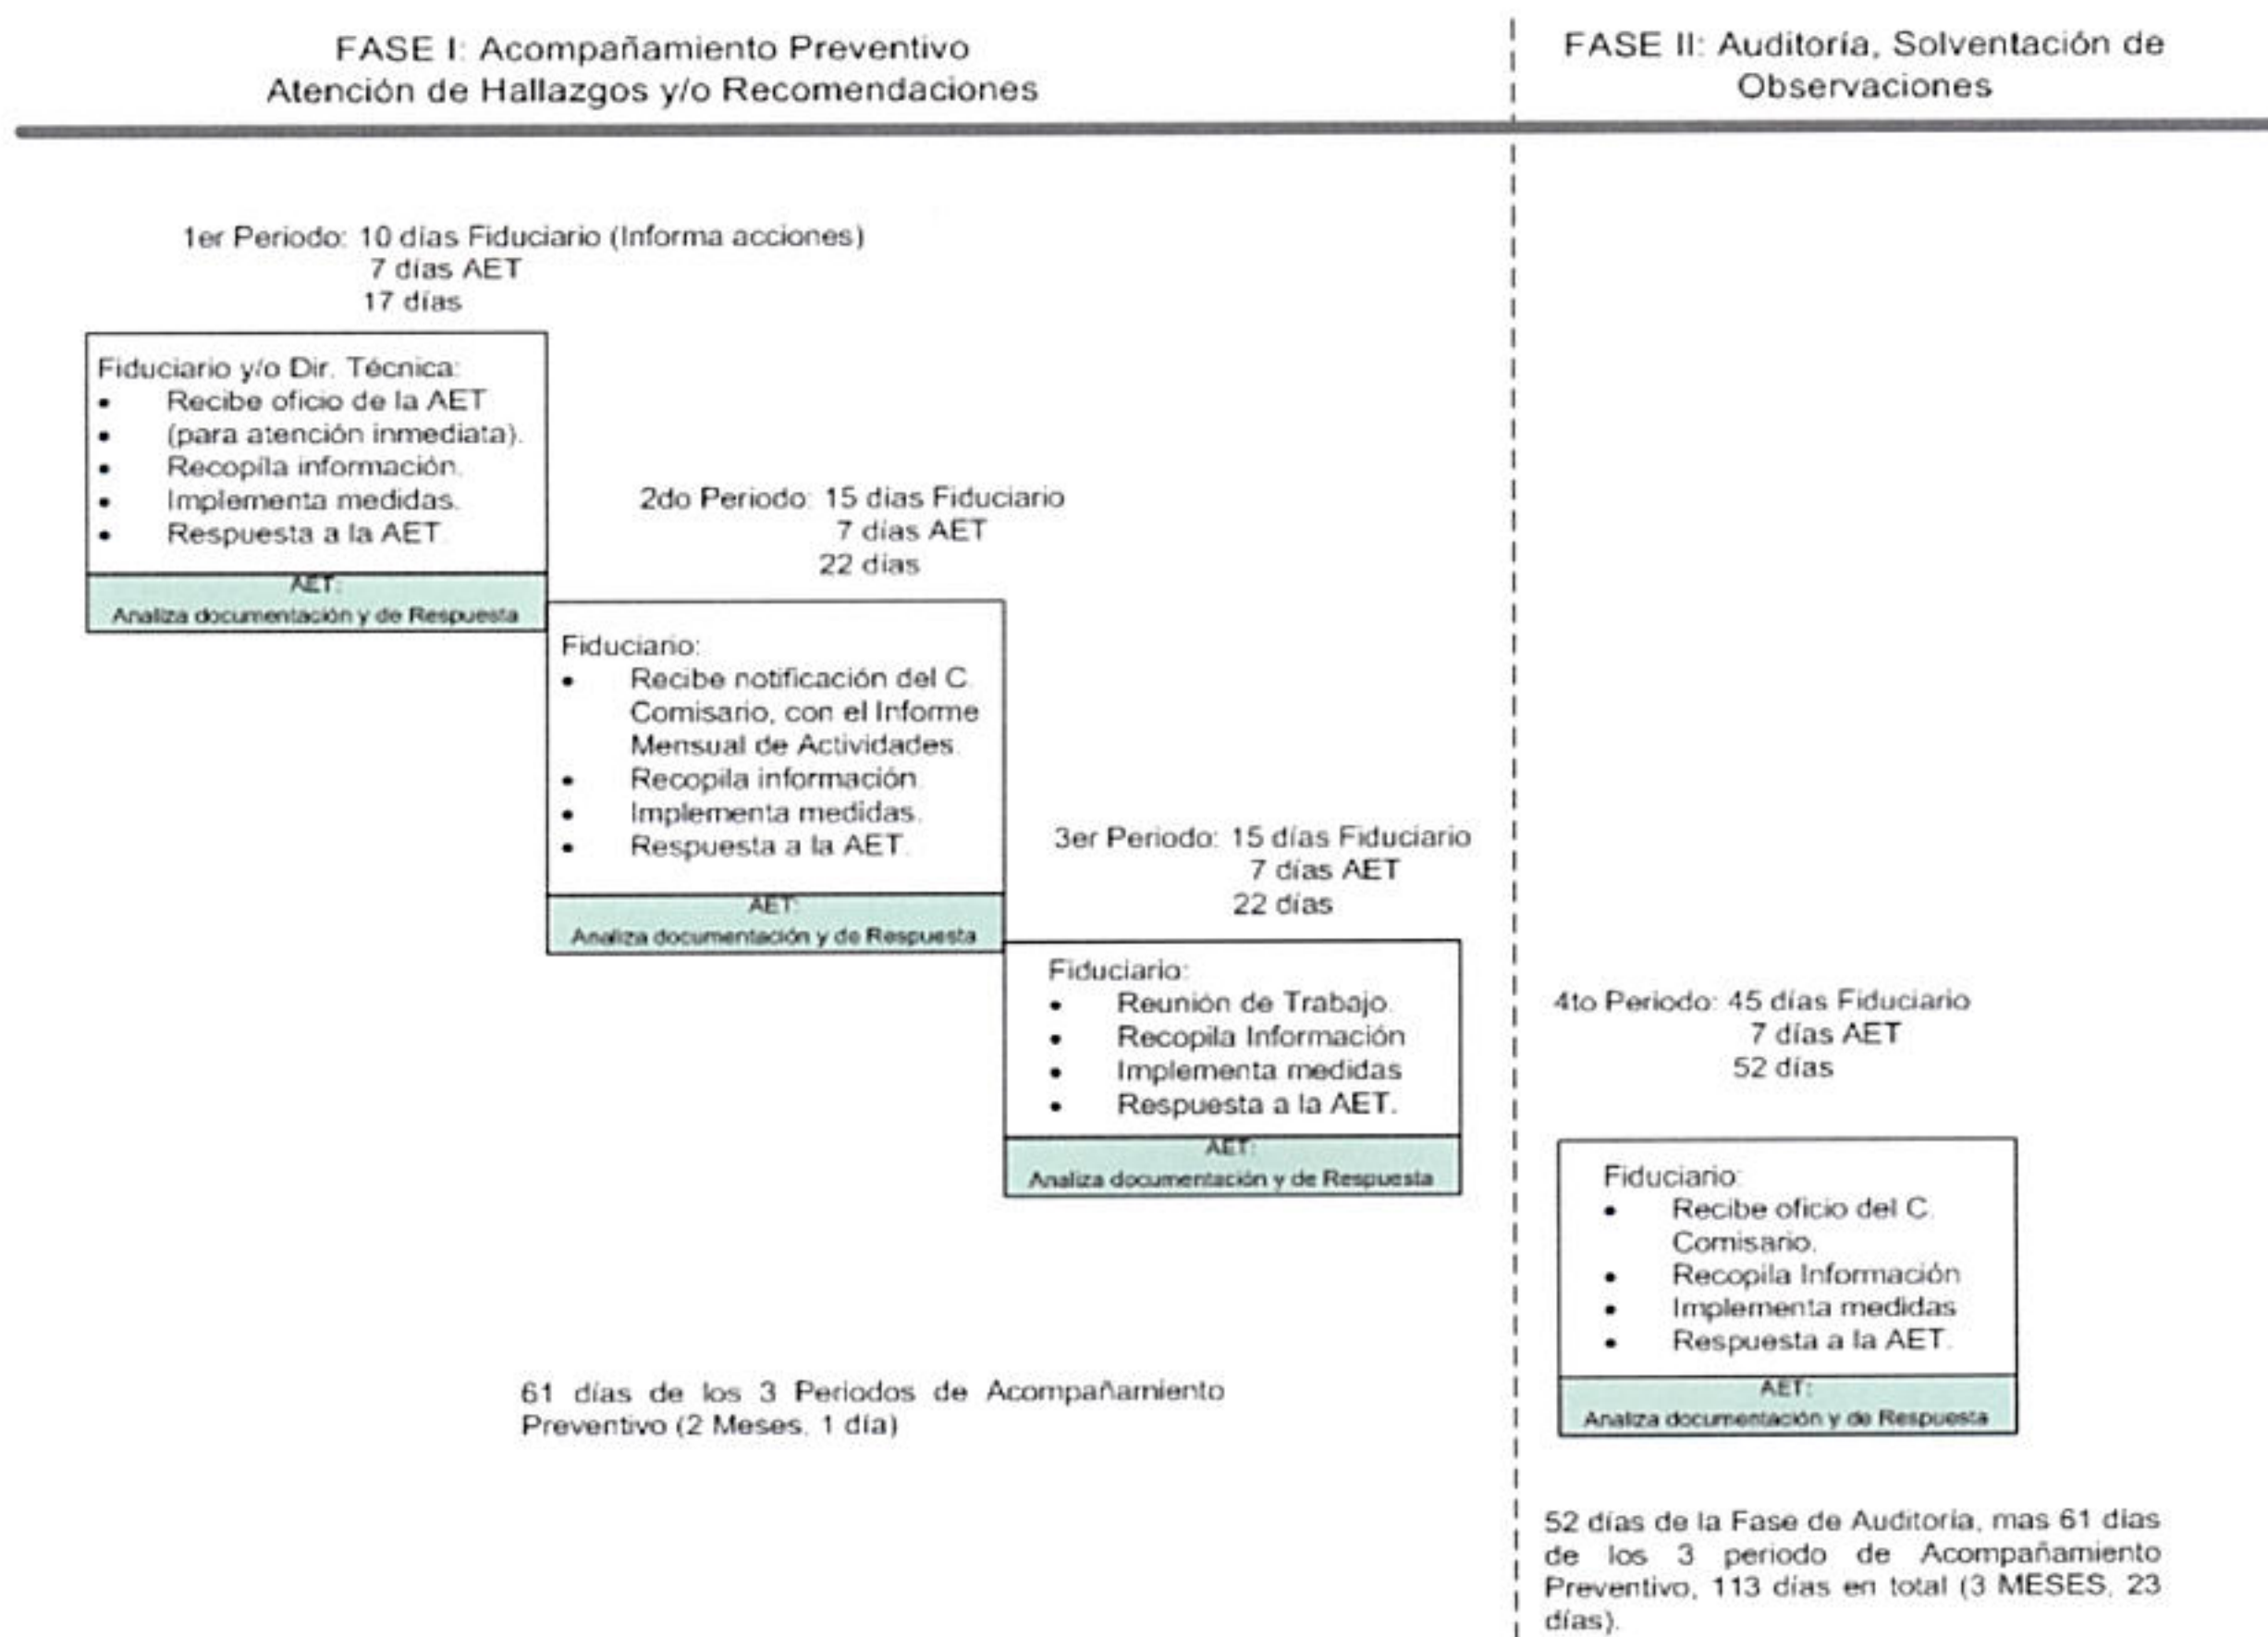 FASE I: Acompañamiento Preventivo
Atención de Hallazgos y/o Recomendaciones
FASE II: Auditoría, Solventación de
Observaciones
1er Periodo: 10 días Fiduciario (Informa acciones)
7 días AET
17 días
Fiduciario y/o Dir. Técnica:
• Recibe oficio de la AET
• (para atención inmediata).
• Recopila información.
• Implementa medidas.
• Respuesta a la AET.
AET:
Analiza documentación y de Respuesta
2do Periodo: 15 días Fiduciario
7 días AET
22 días
Fiduciario:
• Recibe notificación del C.
Comisario, con el Informe
Mensual de Actividades.
• Recopila información.
• Implementa medidas.
• Respuesta a la AET.
AET:
Analiza documentación y de Respuesta
3er Periodo: 15 días Fiduciario
7 días AET
22 días
Fiduciario:
• Reunión de Trabajo.
• Recopila Información
• Implementa medidas
• Respuesta a la AET.
AET:
Analiza documentación y de Respuesta
61 días de los 3 Periodos de Acompañamiento
Preventivo (2 Meses, 1 día)
4to Periodo: 45 días Fiduciario
7 días AET
52 días
Fiduciario:
• Recibe oficio del C.
Comisario.
• Recopila Información
• Implementa medidas
• Respuesta a la AET.
AET:
Analiza documentación y de Respuesta
52 días de la Fase de Auditoría, mas 61 días
de los 3 periodo de Acompañamiento
Preventivo, 113 días en total (3 MESES, 23
días).